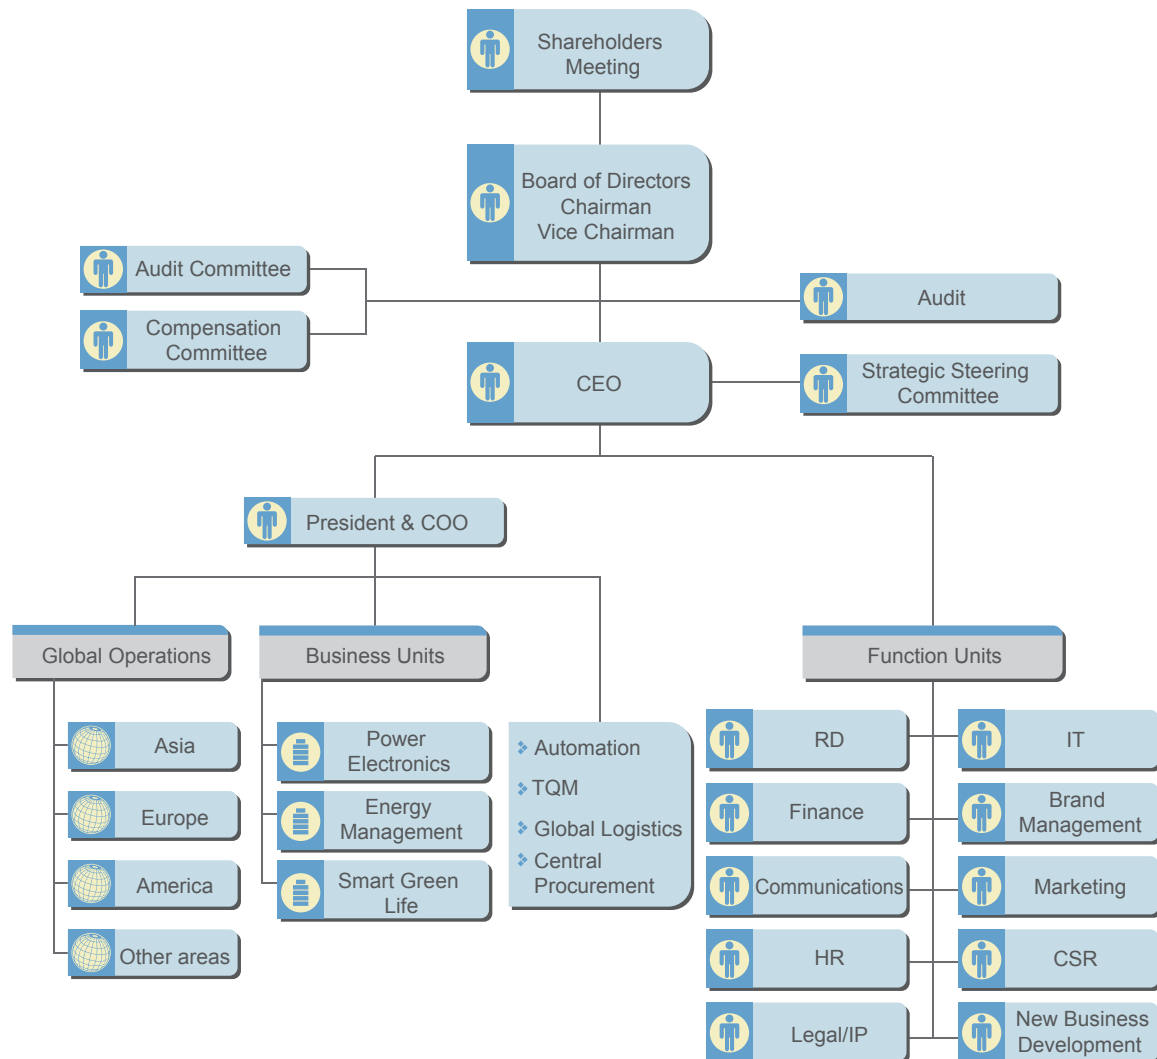 Shareholders
Meeting
Board of Directors
Chairman
Vice Chairman
Audit Committee
Compensation
Committee
Audit
CEO
Strategic Steering
Committee
President & COO
Global Operations
Business Units
Function Units
Asia
Europe
America
Other areas
Power
Electronics
Energy
Management
Smart Green
Life
Automation
TQM
Global Logistics
Central
Procurement
RD
IT
Finance
Brand
Management
Communications
Marketing
HR
CSR
Legal/IP
New Business
Development